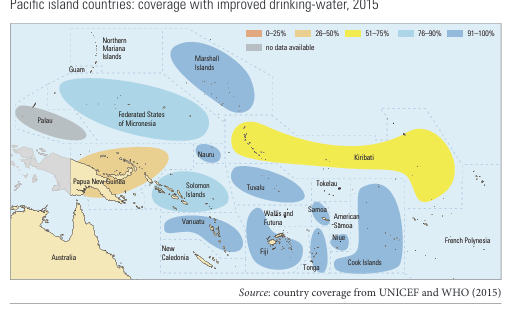 Pacific island countries: coverage with improved drinking-water, 2015
0–25%
26–50%
51–75%
76–90%
91–100%
no data available
Northern
Mariana
Islands
Guam
Marshall
Islands
Palau
Federated States
of Micronesia
Nauru
Kiribati
Papua New Guinea
Solomon
Islands
Tuvalu
Tokelau
Vanuatu
Wallis and
Futuna
Samoa
American
Samoa
Niue
Fiji
New
Caledonia
Tonga
Cook Islands
French Polynesia
Australia
Source: country coverage from UNICEF and WHO (2015)